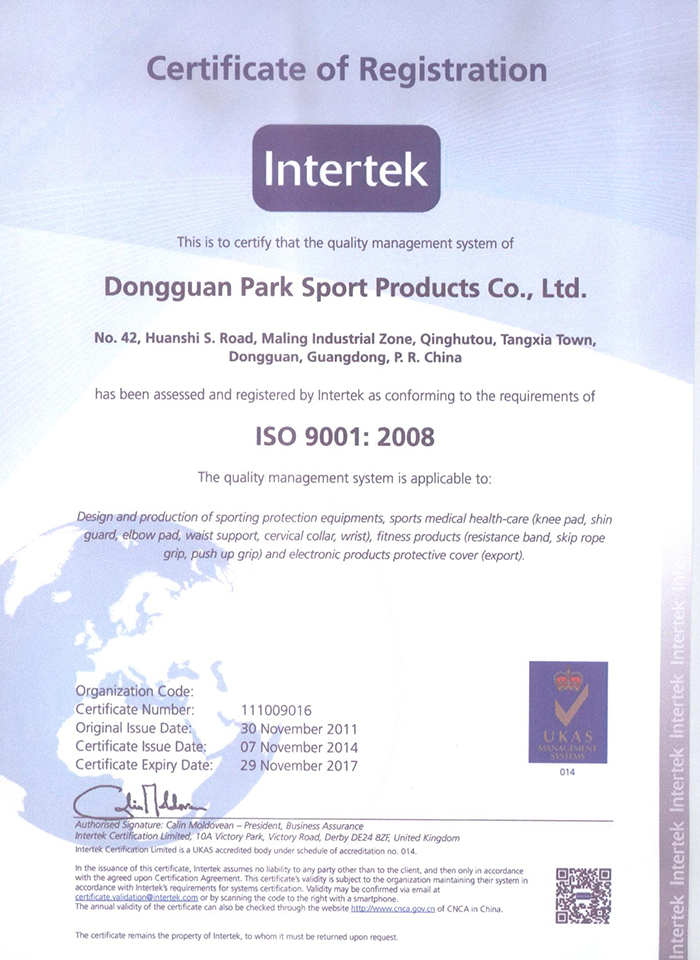 Certificate of Registration
Intertek
This is to certify that the quality management system of
Dongguan Park Sport Products Co., Ltd.
No. 42, Huanshi S. Road, Maling Industrial Zone, Qinghutou, Tangxia Town,
Dongguan, Guangdong, P. R. China
has been assessed and registered by Intertek as conforming to the requirements of
ISO 9001: 2008
The quality management system is applicable to:
Design and production of sporting protection equipments, sports medical health-care (knee pad, shin
guard, elbow pad, waist support, cervical collar, wrist), fitness products (resistance band, skip rope
grip, push up grip) and electronic products protective cover (export).
Organization Code:
Certificate Number: 111009016
Original Issue Date: 30 November 2011
Certificate Issue Date: 07 November 2014
Certificate Expiry Date: 29 November 2017
UKAS
MANAGEMENT
SYSTEMS
014
Calin Moldovan
Authorised Signature: Calin Moldovean – President, Business Assurance
Intertek Certification Limited, 10A Victory Park, Victory Road, Derby DE24 8ZF, United Kingdom
Intertek Certification Limited is a UKAS accredited body under schedule of accreditation no. 014.
In the issuance of this certificate, Intertek assumes no liability to any party other than to the client, and then only in accordance
with the agreed upon Certification Agreement. This certificate's validity is subject to the organization maintaining their system in
accordance with Intertek's requirements for systems certification. Validity may be confirmed via email at
certificate.validation@intertek.com or by scanning the code to the right with a smartphone.
The annual validity of the certificate can also be checked through the website http://www.cnca.gov.cn of CNCA in China.
The certificate remains the property of Intertek, to whom it must be returned upon request.
Intertek Intertek Intertek Intertek Intertek Intertek